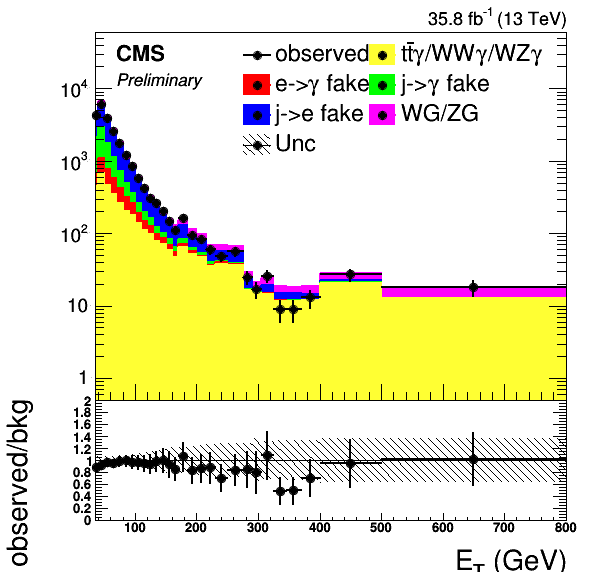 35.8 fb⁻¹ (13 TeV)
CMS
Preliminary
observed
tt̄γ/WWγ/WZγ
e->γ fake
j->γ fake
j->e fake
WG/ZG
Unc
10⁴
10³
10²
10
1
observed/bkg
2
1.8
1.6
1.4
1.2
1
0.8
0.6
0.4
0.2
0
100 200 300 400 500 600 700 800
E_T (GeV)